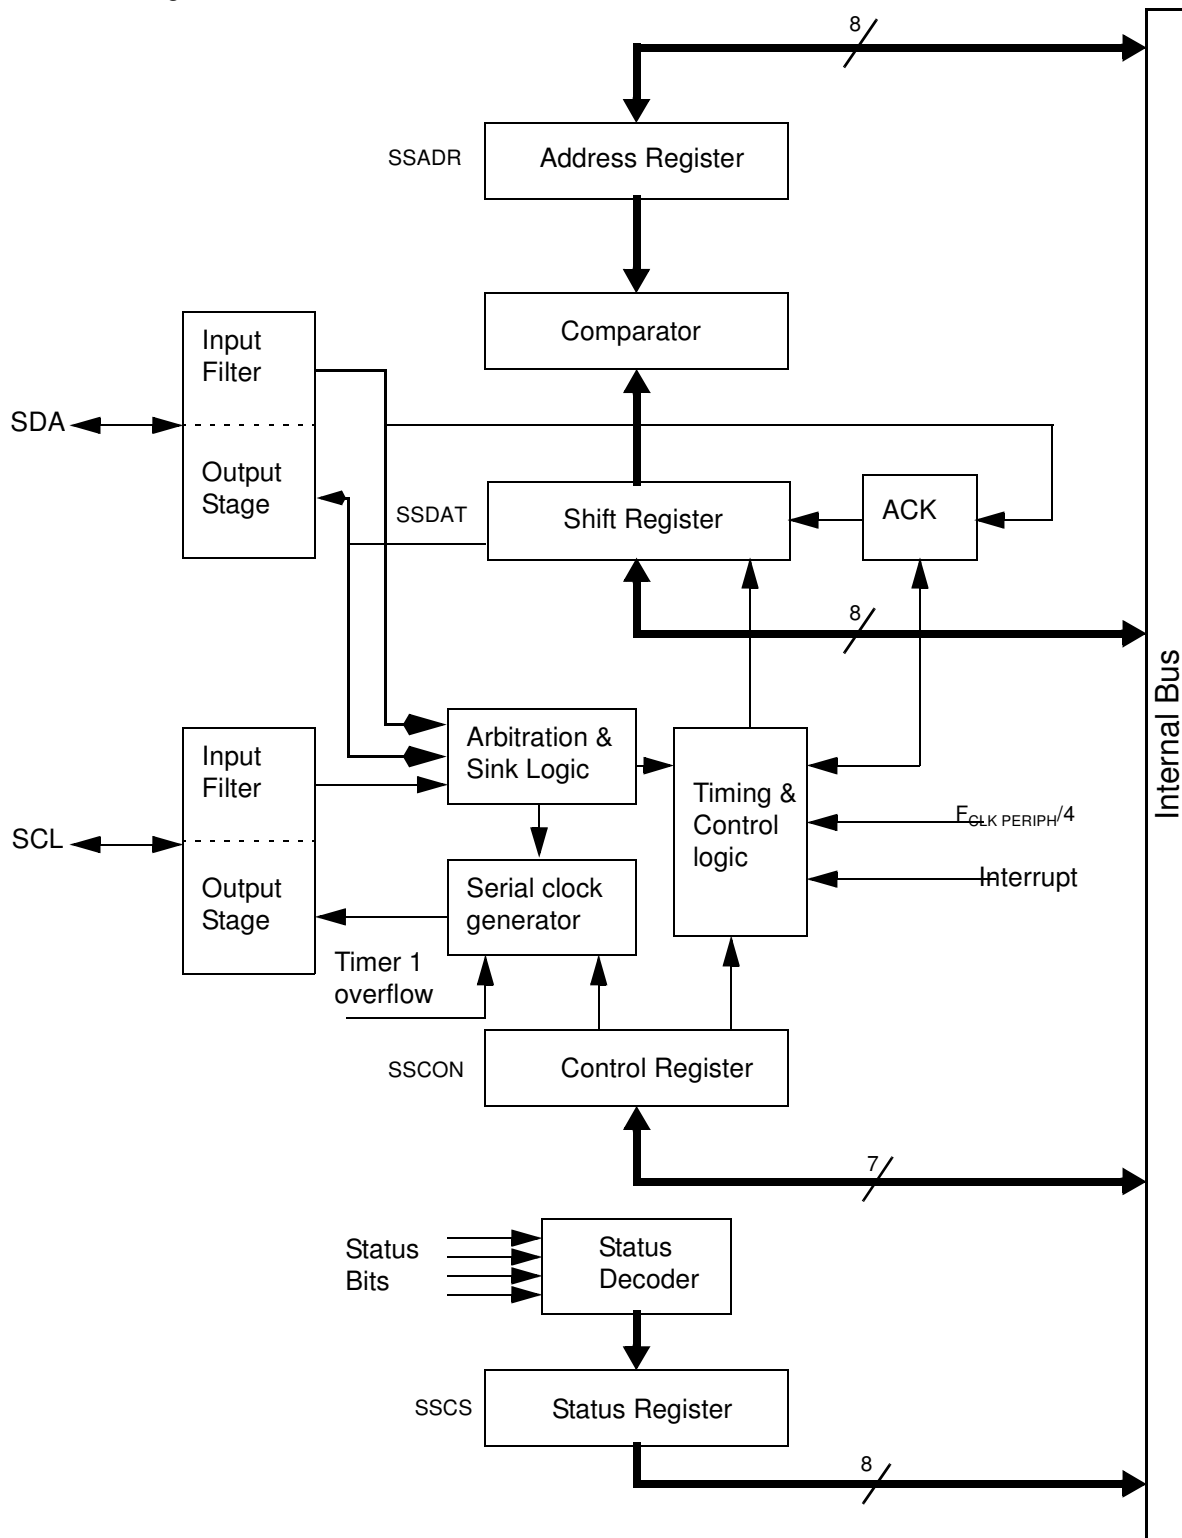 8
SSADR
Address Register
Comparator
Input
Filter
SDA
Output
Stage
SSDAT
Shift Register
ACK
8
Internal Bus
Input
Filter
Arbitration &
Sink Logic
Timing &
Control
logic
SCL
FCLK PERIPH/4
Output
Stage
Serial clock
generator
Interrupt
Timer 1
overflow
SSCON
Control Register
7
Status
Bits
Status
Decoder
SSCS
Status Register
8